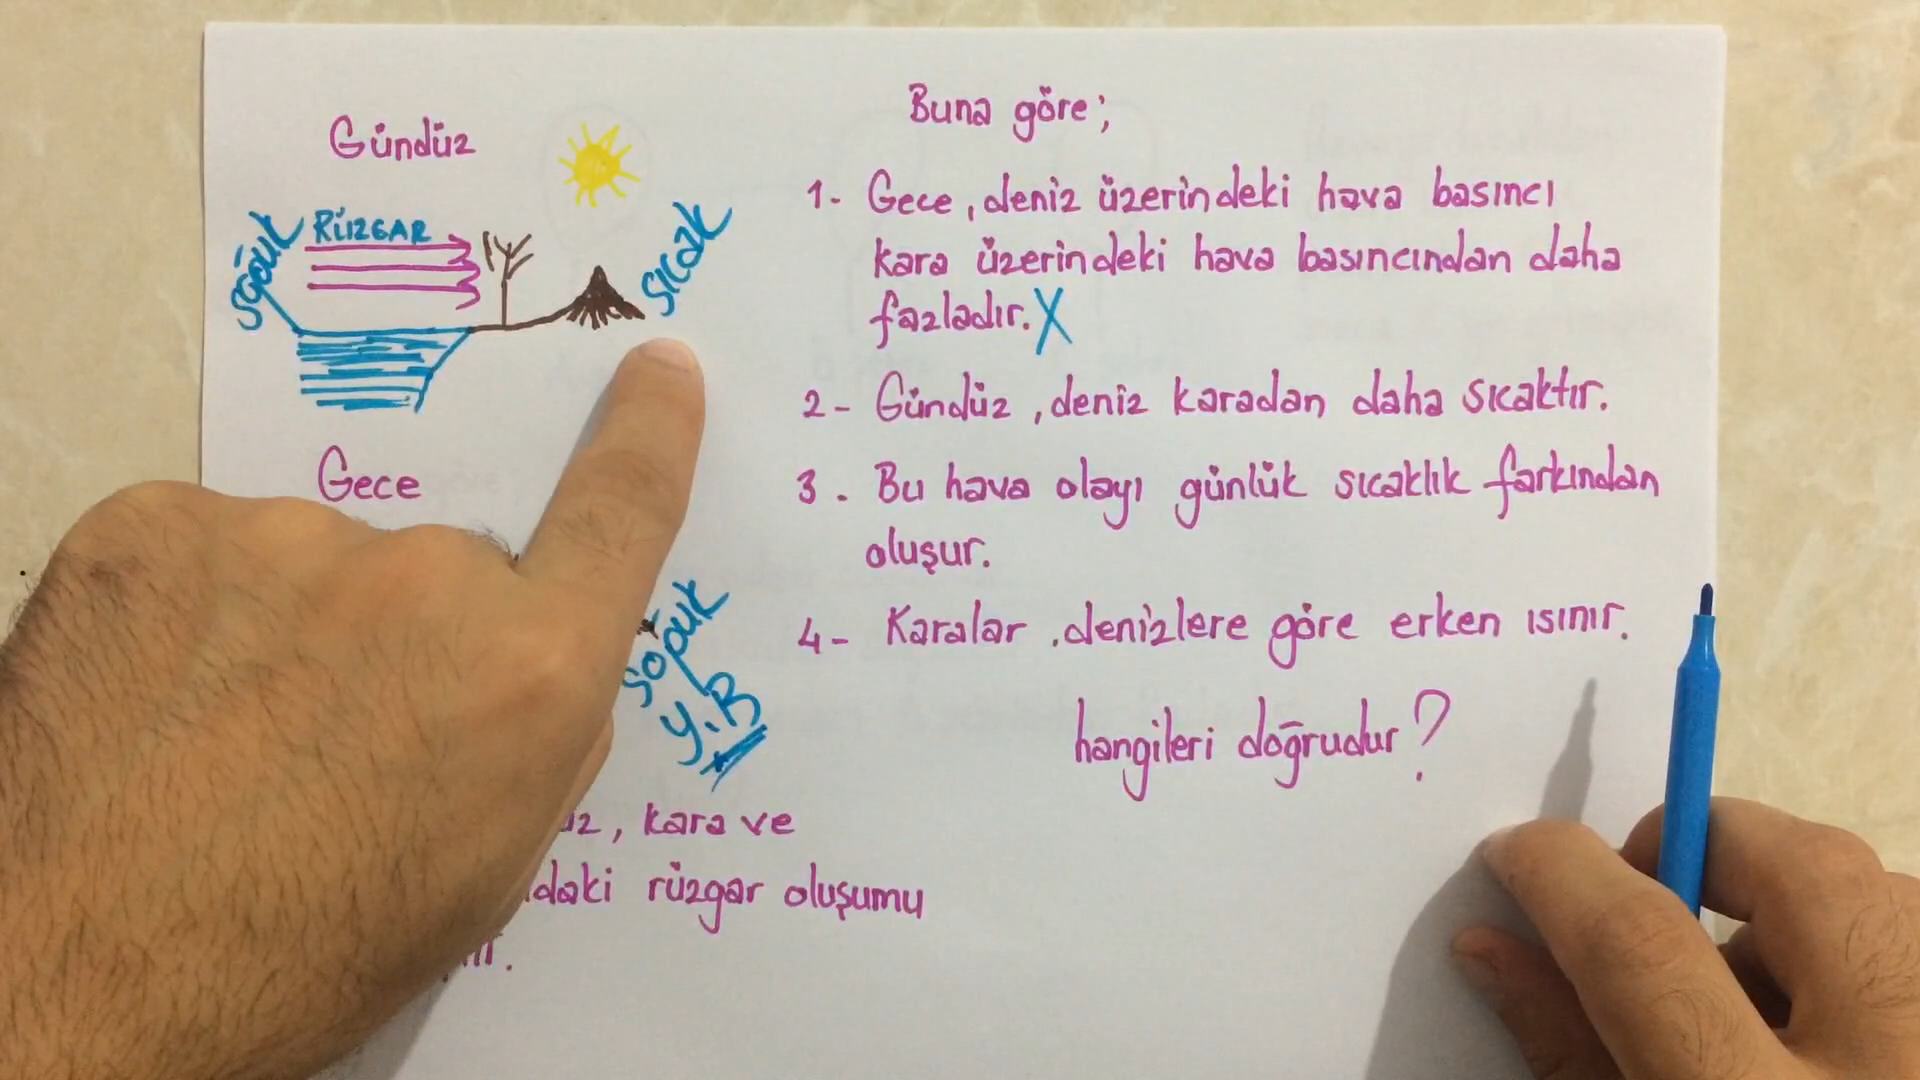 Gündüz
Soğuk
RÜZGAR
Sıcak
Gece
Soğuk
Y.B
kara ve
rüzgar oluşumu
Buna göre;
1- Gece, deniz üzerindeki hava basıncı
kara üzerindeki hava basıncından daha
fazladır. X
2- Gündüz, deniz karadan daha sıcaktır.
3. Bu hava olayı günlük sıcaklık farkından
oluşur.
4- Karalar, denizlere göre erken ısınır.
hangileri doğrudur?